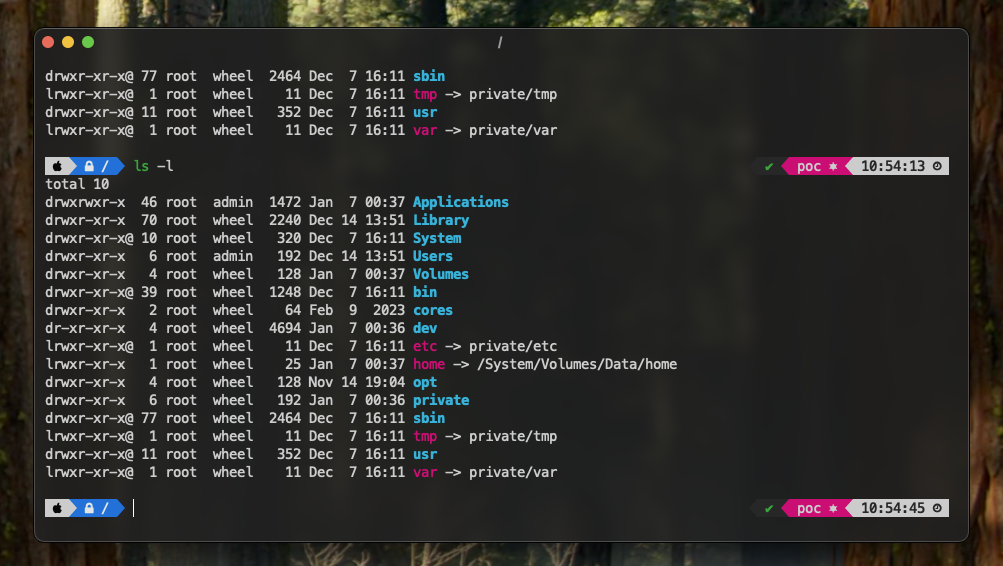 /
drwxr-xr-x@ 77 root  wheel  2464 Dec  7 16:11 sbin
lrwxr-xr-x@  1 root  wheel    11 Dec  7 16:11 tmp -> private/tmp
drwxr-xr-x@ 11 root  wheel   352 Dec  7 16:11 usr
lrwxr-xr-x@  1 root  wheel    11 Dec  7 16:11 var -> private/var
/ ls -l ✔ poc ✷ 10:54:13
total 10
drwxrwxr-x  46 root  admin  1472 Jan  7 00:37 Applications
drwxr-xr-x  70 root  wheel  2240 Dec 14 13:51 Library
drwxr-xr-x@ 10 root  wheel   320 Dec  7 16:11 System
drwxr-xr-x   6 root  admin   192 Dec 14 13:51 Users
drwxr-xr-x   4 root  wheel   128 Jan  7 00:37 Volumes
drwxr-xr-x@ 39 root  wheel  1248 Dec  7 16:11 bin
drwxr-xr-x   2 root  wheel    64 Feb  9  2023 cores
dr-xr-xr-x   4 root  wheel  4694 Jan  7 00:36 dev
lrwxr-xr-x@  1 root  wheel    11 Dec  7 16:11 etc -> private/etc
lrwxr-xr-x   1 root  wheel    25 Jan  7 00:37 home -> /System/Volumes/Data/home
drwxr-xr-x   4 root  wheel   128 Nov 14 19:04 opt
drwxr-xr-x   6 root  wheel   192 Jan  7 00:36 private
drwxr-xr-x@ 77 root  wheel  2464 Dec  7 16:11 sbin
lrwxr-xr-x@  1 root  wheel    11 Dec  7 16:11 tmp -> private/tmp
drwxr-xr-x@ 11 root  wheel   352 Dec  7 16:11 usr
lrwxr-xr-x@  1 root  wheel    11 Dec  7 16:11 var -> private/var
/ ✔ poc ✷ 10:54:45